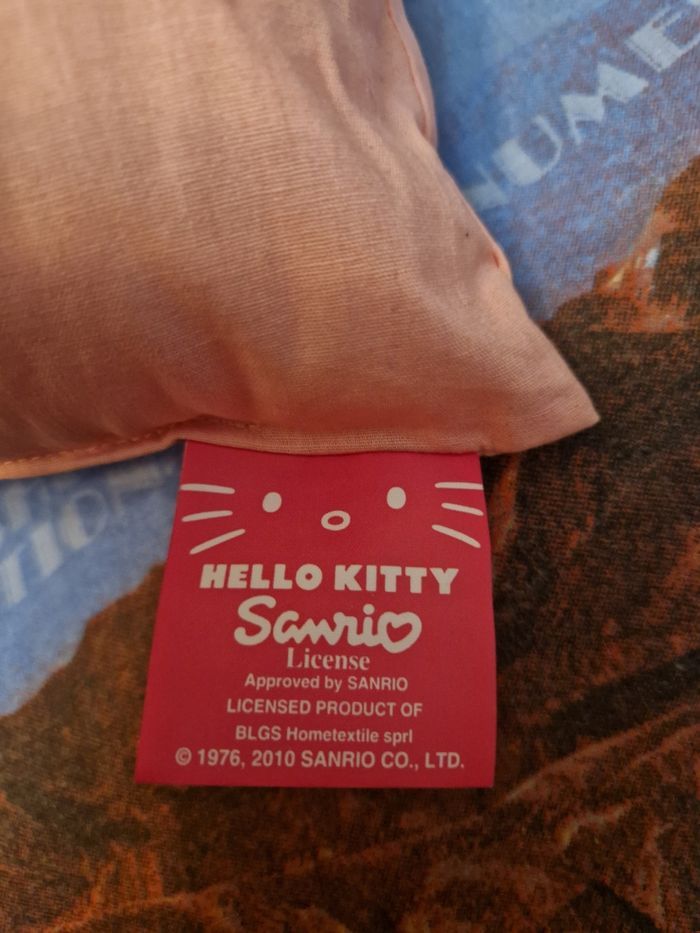 HELLO KITTY
Sanrio
License
Approved by SANRIO
LICENSED PRODUCT OF
BLGS Hometextile sprl
© 1976, 2010 SANRIO CO., LTD.